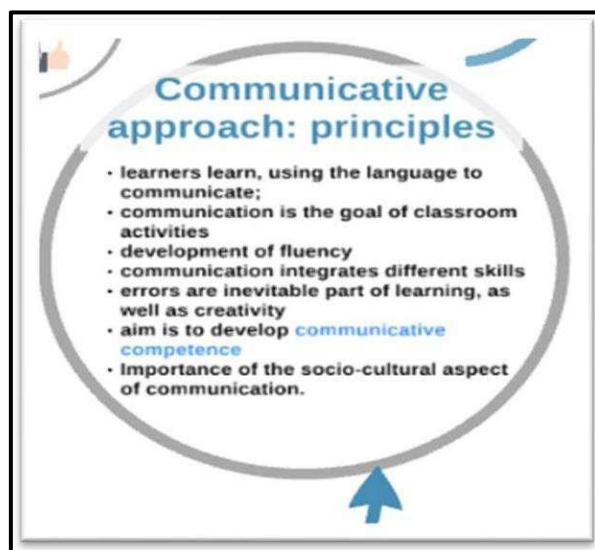 Communicative
approach: principles
· learners learn, using the language to
communicate;
· communication is the goal of classroom
activities
· development of fluency
· communication integrates different skills
· errors are inevitable part of learning, as
well as creativity
· aim is to develop communicative
competence
· Importance of the socio-cultural aspect
of communication.